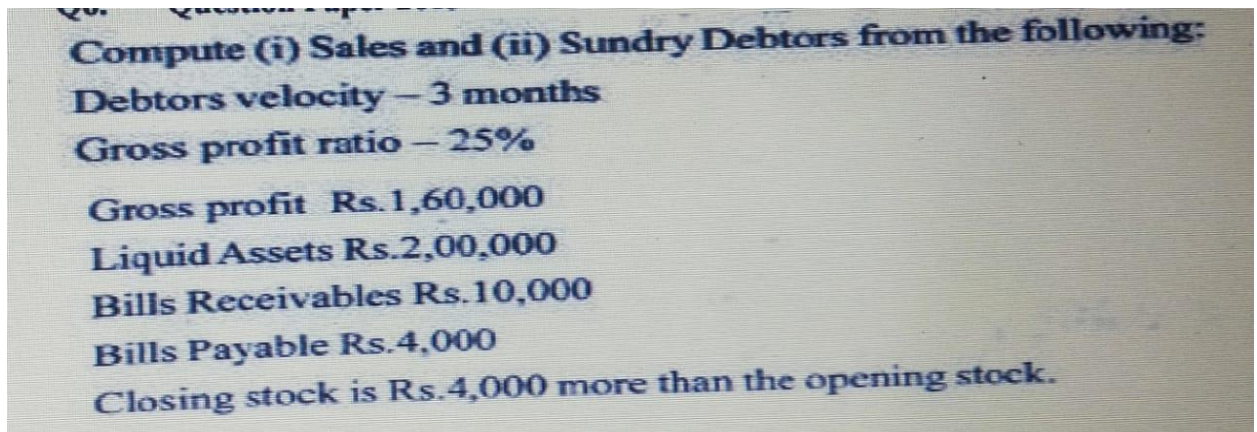 Compute (i) Sales and (ii) Sundry Debtors from the following:
Debtors velocity – 3 months
Gross profit ratio – 25%
Gross profit Rs.1,60,000
Liquid Assets Rs.2,00,000
Bills Receivables Rs.10,000
Bills Payable Rs.4,000
Closing stock is Rs.4,000 more than the opening stock.